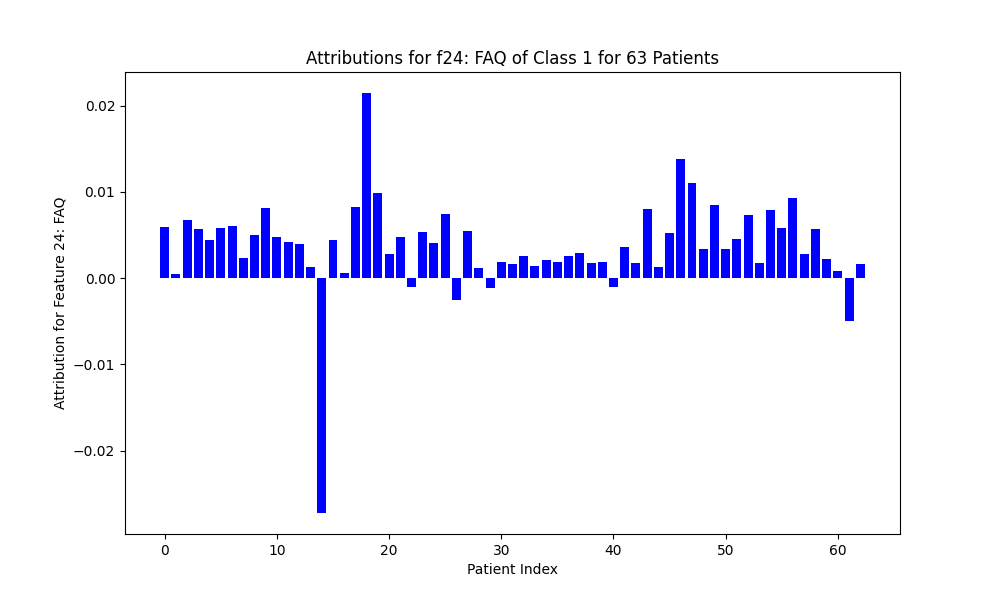 Attributions for f24: FAQ of Class 1 for 63 Patients
Attribution for Feature 24: FAQ
0.02
0.01
0.00
−0.01
−0.02
0 10 20 30 40 50 60
Patient Index